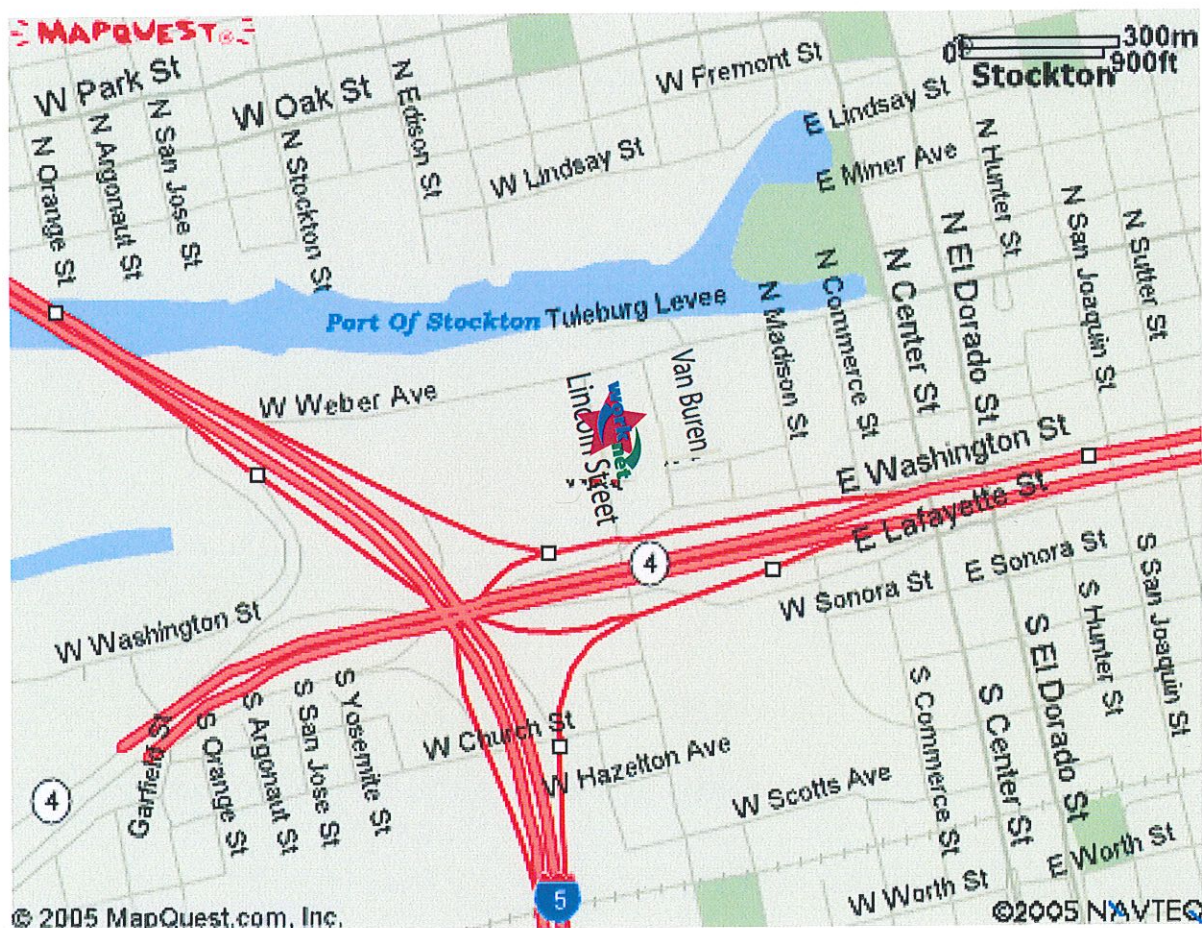 MAPQUEST
300m
0
900ft
Stockton
W Park St
W Oak St
N Edison St
W Fremont St
E Lindsay St
N San Jose St
N Argonaut St
N Orange St
N Stockton St
W Lindsay St
E Miner Ave
N Hunter St
N San Joaquin St
N Sutter St
N El Dorado St
N Center St
N Commerce St
N Madison St
Port Of Stockton
Tuleburg Levee
W Weber Ave
Lincoln Street
work net
Van Buren
E Washington St
E Lafayette St
4
W Sonora St
E Sonora St
W Washington St
S San Joaquin St
S Hunter St
S El Dorado St
S Center St
S Commerce St
S Yosemite St
S San Jose St
S Argonaut St
S Orange St
Garfield St
W Church St
W Hazelton Ave
W Scotts Ave
4
E Worth St
W Worth St
5
© 2005 MapQuest.com, Inc.
©2005 NAVTEQ